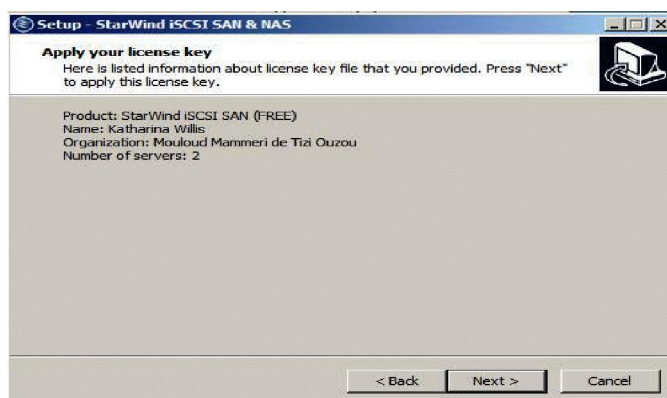 Setup - StarWind iSCSI SAN & NAS
Apply your license key
Here is listed information about license key file that you provided. Press "Next"
to apply this license key.
Product: StarWind iSCSI SAN (FREE)
Name: Katharina Willis
Organization: Mouloud Mammeri de Tizi Ouzou
Number of servers: 2
< Back
Next >
Cancel